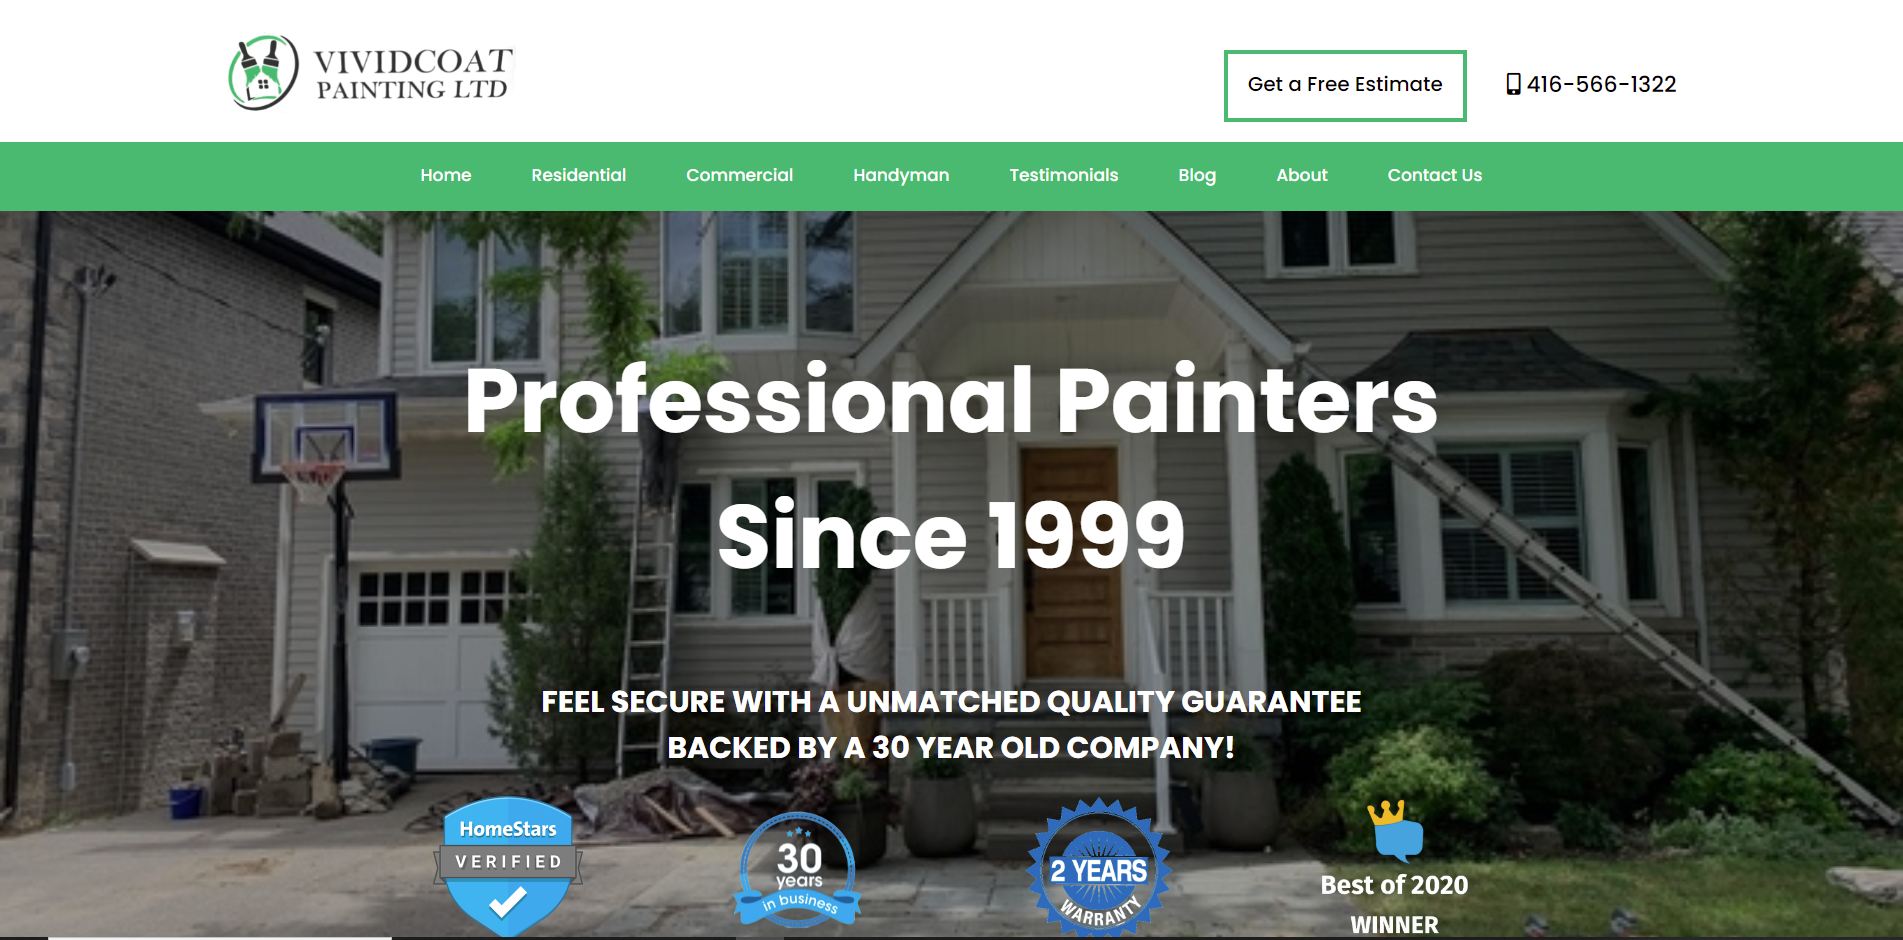 VIVIDCOAT
PAINTING LTD
Get a Free Estimate
416-566-1322
Home Residential Commercial Handyman Testimonials Blog About Contact Us
Professional Painters
Since 1999
FEEL SECURE WITH A UNMATCHED QUALITY GUARANTEE
BACKED BY A 30 YEAR OLD COMPANY!
HomeStars
VERIFIED
30
years
in business
2 YEARS
WARRANTY
Best of 2020
WINNER